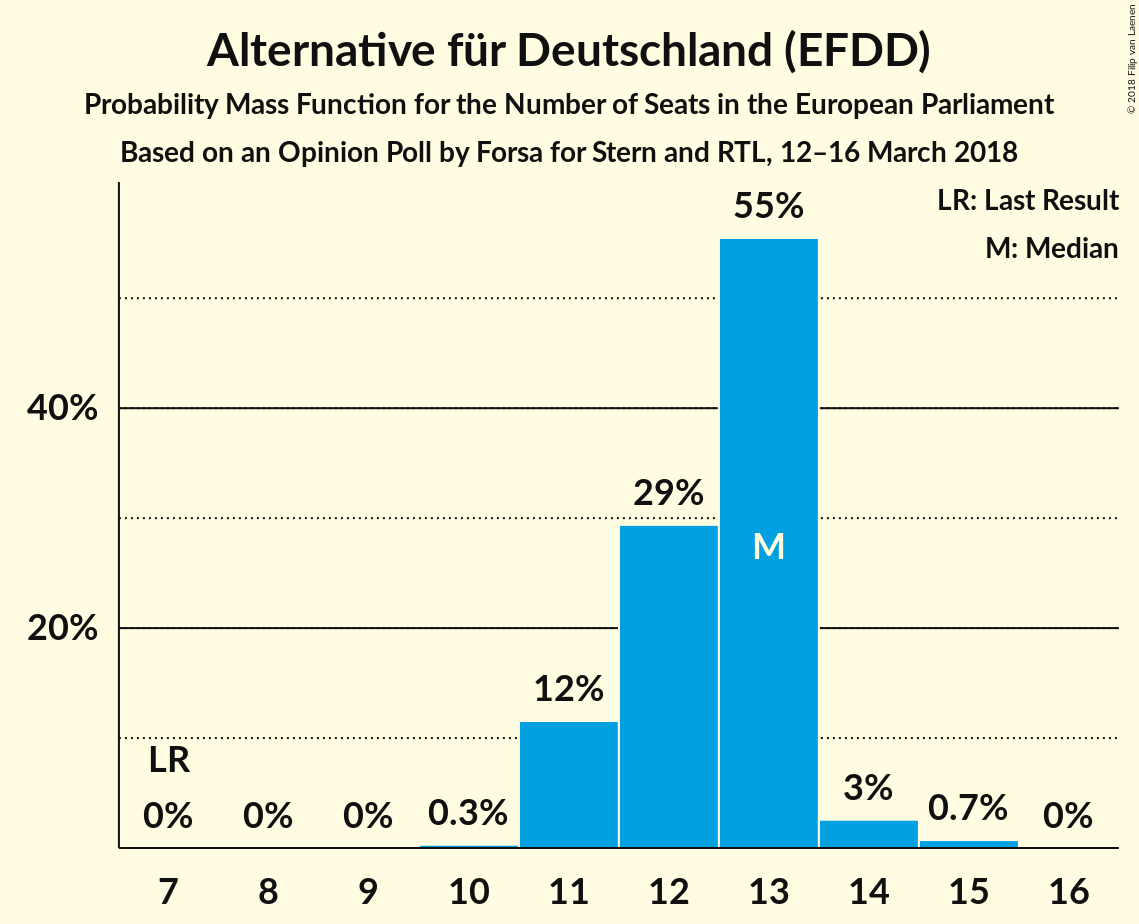 Alternative für Deutschland (EFDD)
Probability Mass Function for the Number of Seats in the European Parliament
Based on an Opinion Poll by Forsa for Stern and RTL, 12–16 March 2018
© 2018 Filip van Laenen
LR: Last Result
M: Median
55%
40%
29%
M
20%
12%
LR
0% 0% 0% 0.3% 3% 0.7% 0%
7 8 9 10 11 12 13 14 15 16